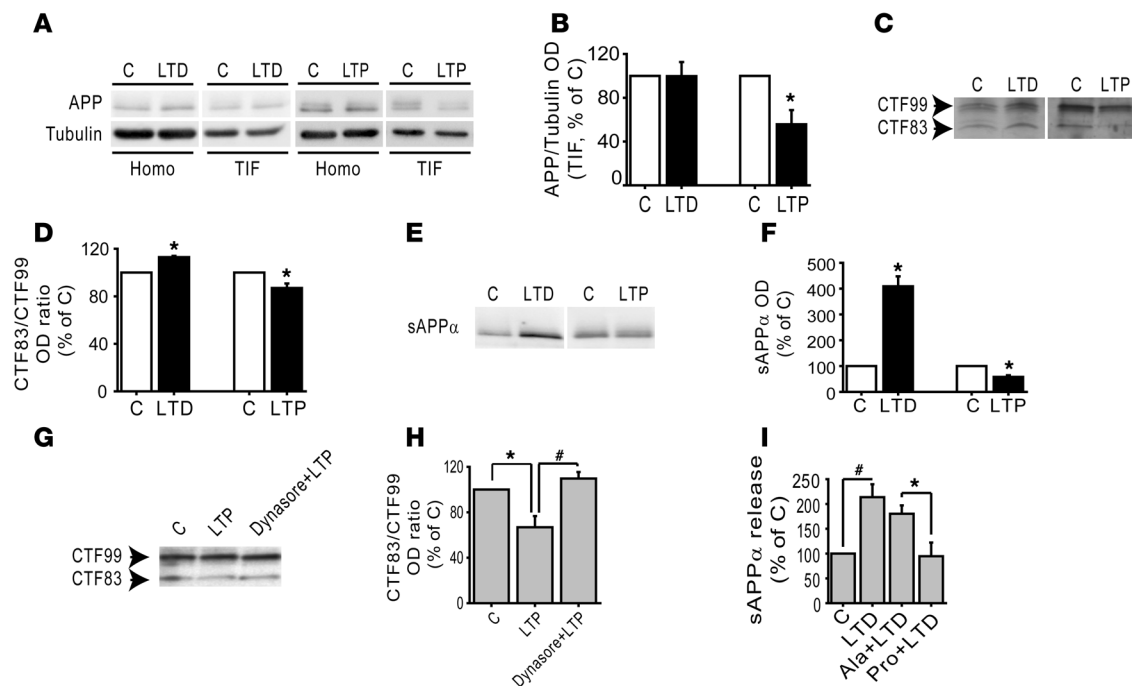 A
C LTD C LTD C LTP C LTP
APP
Tubulin
Homo TIF Homo TIF
B
APP/Tubulin OD
(TIF, % of C)
120
80
40
0
*
C LTD C LTP
C
C LTD C LTP
CTF99
CTF83
D
CTF83/CTF99
OD ratio
(% of C)
120
80
40
0
* *
C LTD C LTP
E
C LTD C LTP
sAPPα
F
sAPPα OD
(% of C)
500
400
300
200
100
0
* *
C LTD C LTP
G
C LTP Dynasore+LTP
CTF99
CTF83
H
CTF83/CTF99
OD ratio
(% of C)
120
80
40
0
* #
C LTP Dynasore+LTP
I
sAPPα release
(% of C)
250
200
150
100
50
0
# *
C LTD Ala+LTD Pro+LTD